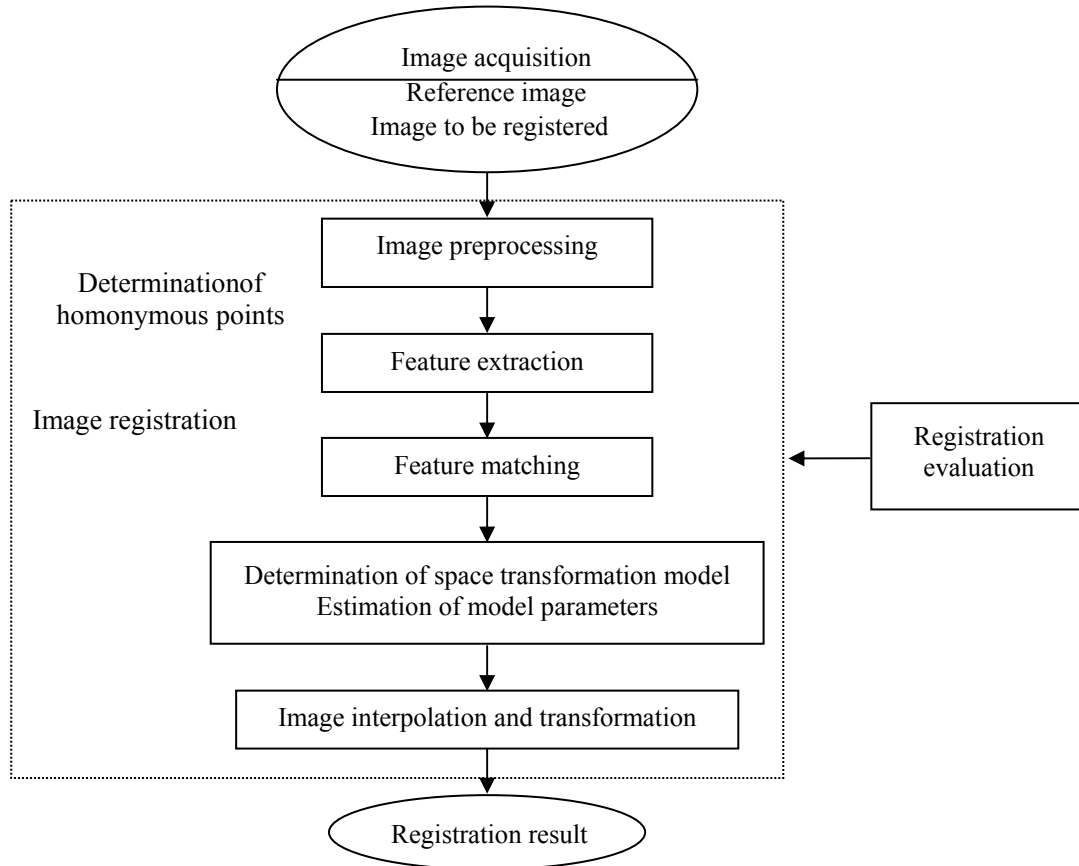 Image acquisition
Reference image
Image to be registered
Image preprocessing
Determinationof
homonymous points
Feature extraction
Image registration
Feature matching
Registration
evaluation
Determination of space transformation model
Estimation of model parameters
Image interpolation and transformation
Registration result